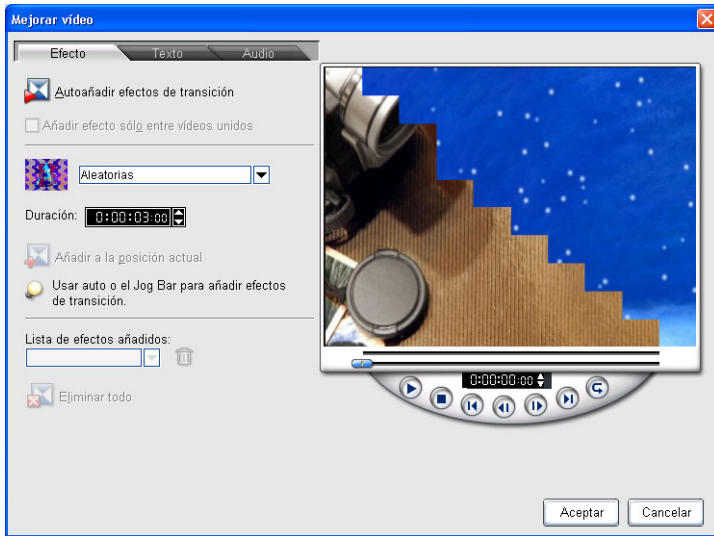 Mejorar vídeo
Efecto
Texto
Audio
Autoañadir efectos de transición
Añadir efecto sólo entre vídeos unidos
Aleatorias
Duración:
0:00:03:00
Añadir a la posición actual
Usar auto o el Jog Bar para añadir efectos
de transición.
Lista de efectos añadidos:
Eliminar todo
0:00:00:00
Aceptar
Cancelar